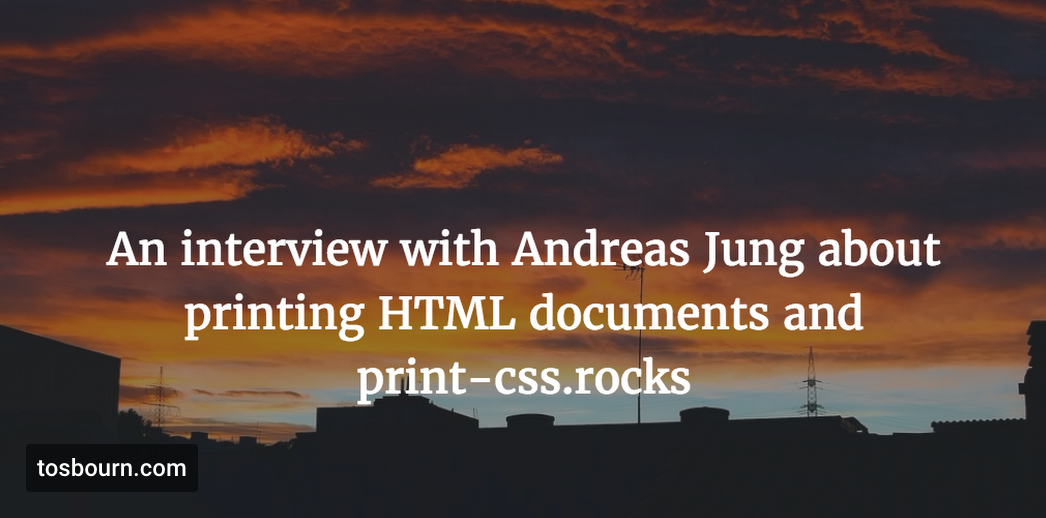 An interview with Andreas Jung about
printing HTML documents and
print-css.rocks
tosbourn.com